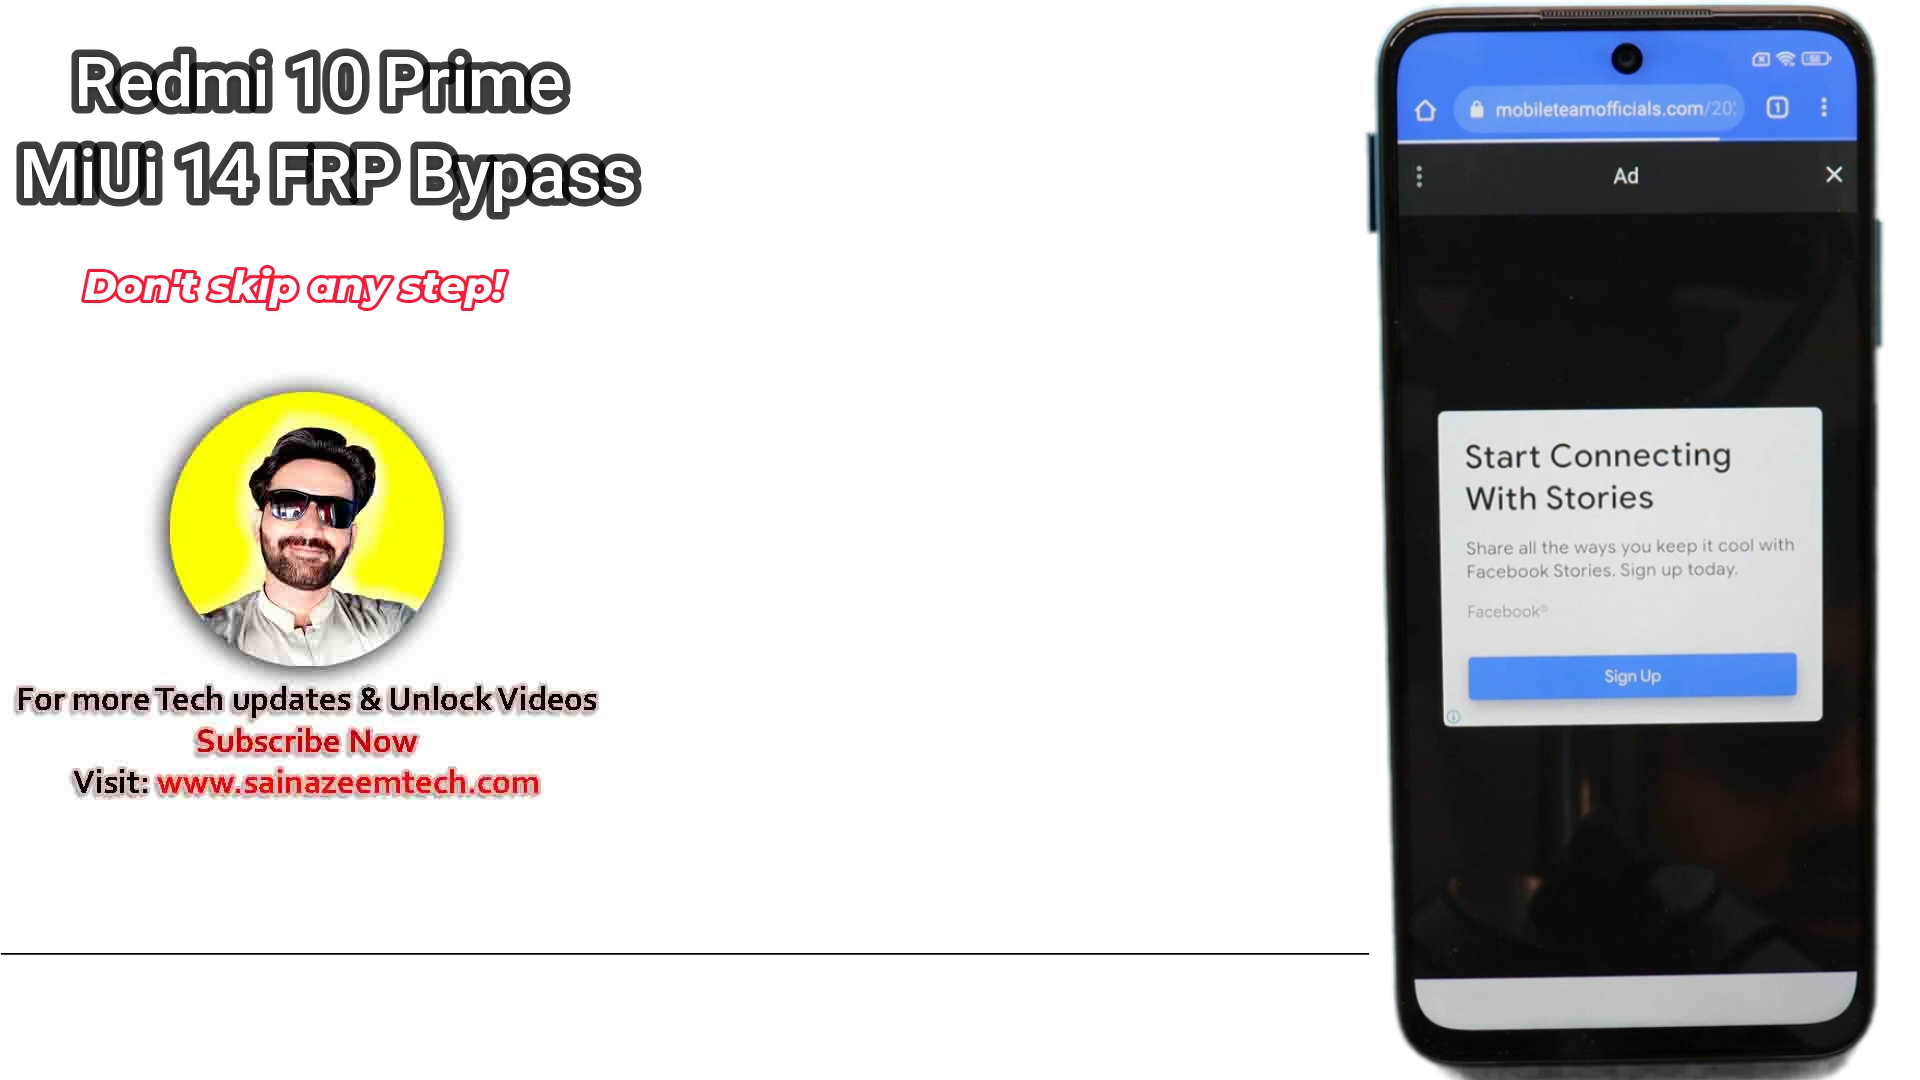 Redmi 10 Prime
MiUi 14 FRP Bypass
Don't skip any step!
For more Tech updates & Unlock Videos
Subscribe Now
Visit: www.sainazeemtech.com
58
mobileteamofficials.com/20
1
Ad
Start Connecting
With Stories
Share all the ways you keep it cool with
Facebook Stories. Sign up today.
Facebook®
Sign Up